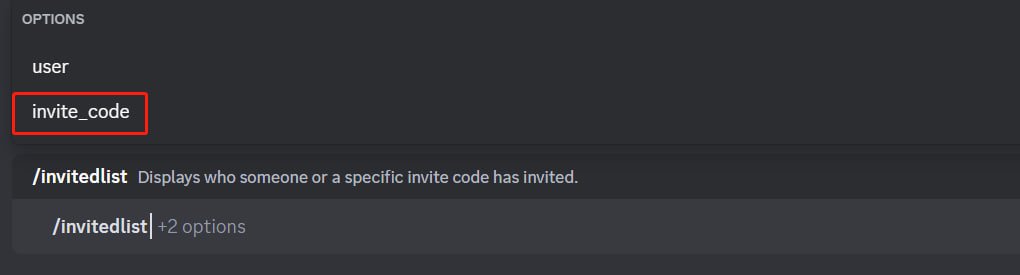 OPTIONS
user
invite_code
/invitedlist Displays who someone or a specific invite code has invited.
/invitedlist +2 options